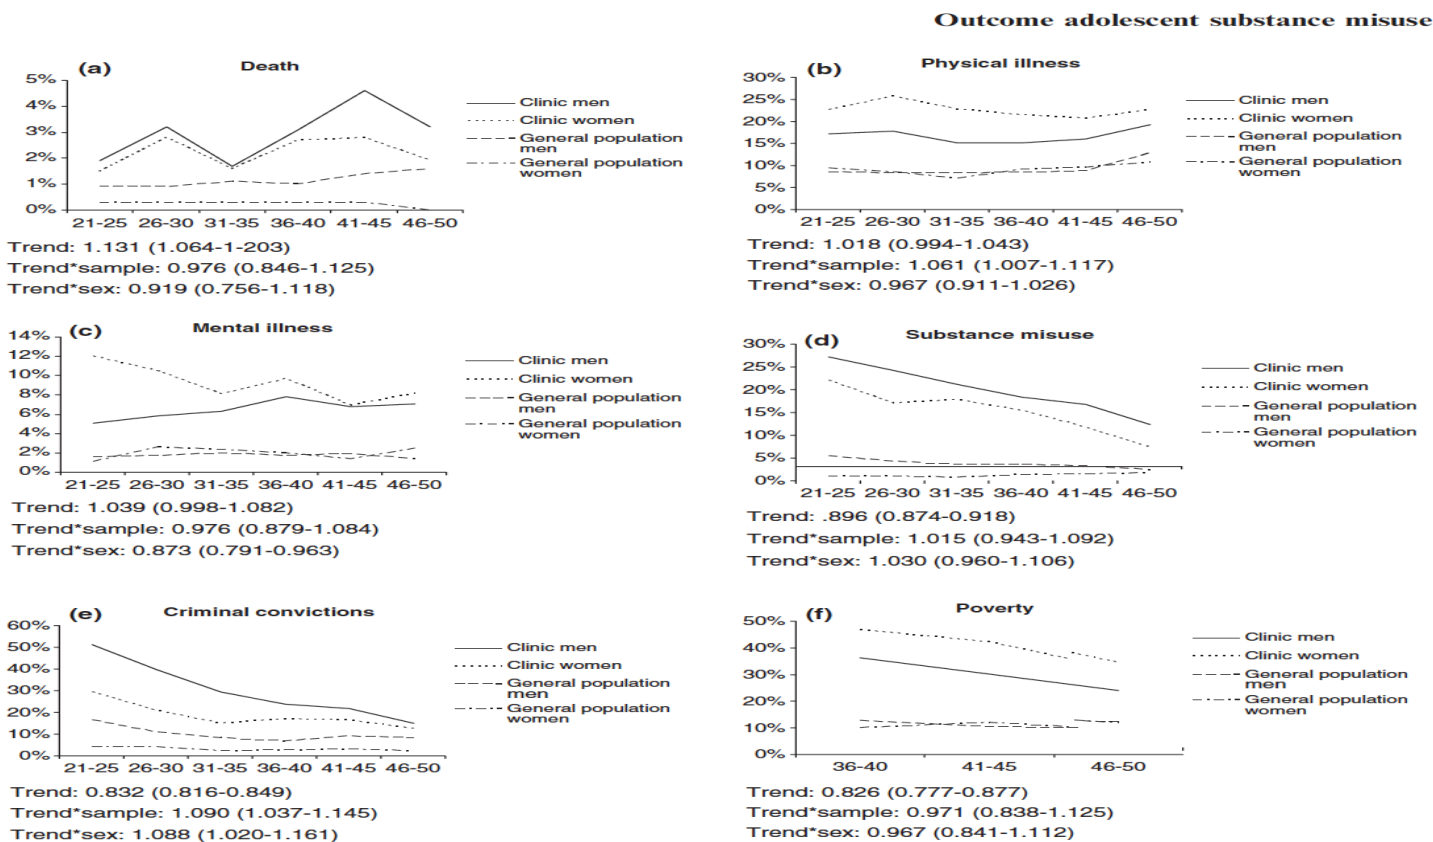 Outcome adolescent substance misuse
(a) Death
5%
4%
3%
2%
1%
0%
21-25 26-30 31-35 36-40 41-45 46-50
Clinic men
Clinic women
General population
men
General population
women
Trend: 1.131 (1.064-1-203)
Trend*sample: 0.976 (0.846-1.125)
Trend*sex: 0.919 (0.756-1.118)
(b) Physical illness
30%
25%
20%
15%
10%
5%
0%
21-25 26-30 31-35 36-40 41-45 46-50
Clinic men
Clinic women
General population
men
General population
women
Trend: 1.018 (0.994-1.043)
Trend*sample: 1.061 (1.007-1.117)
Trend*sex: 0.967 (0.911-1.026)
(c) Mental illness
14%
12%
10%
8%
6%
4%
2%
0%
21-25 26-30 31-35 36-40 41-45 46-50
Clinic men
Clinic women
General population
men
General population
women
Trend: 1.039 (0.998-1.082)
Trend*sample: 0.976 (0.879-1.084)
Trend*sex: 0.873 (0.791-0.963)
(d) Substance misuse
30%
25%
20%
15%
10%
5%
0%
21-25 26-30 31-35 36-40 41-45 46-50
Clinic men
Clinic women
General population
men
General population
women
Trend: .896 (0.874-0.918)
Trend*sample: 1.015 (0.943-1.092)
Trend*sex: 1.030 (0.960-1.106)
(e) Criminal convictions
60%
50%
40%
30%
20%
10%
0%
21-25 26-30 31-35 36-40 41-45 46-50
Clinic men
Clinic women
General population
men
General population
women
Trend: 0.832 (0.816-0.849)
Trend*sample: 1.090 (1.037-1.145)
Trend*sex: 1.088 (1.020-1.161)
(f) Poverty
50%
40%
30%
20%
10%
0%
36-40 41-45 46-50
Clinic men
Clinic women
General population
men
General population
women
Trend: 0.826 (0.777-0.877)
Trend*sample: 0.971 (0.838-1.125)
Trend*sex: 0.967 (0.841-1.112)